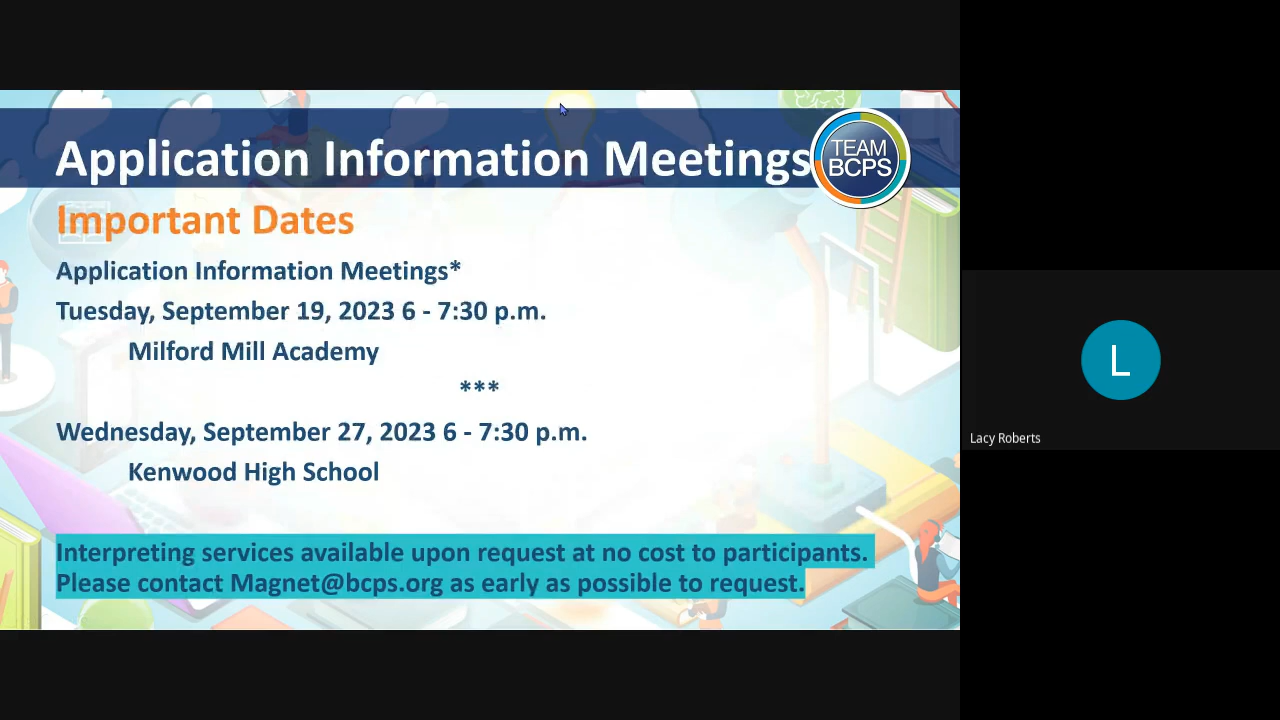 Application Information Meetings
TEAM
BCPS
Important Dates
Application Information Meetings*
Tuesday, September 19, 2023 6 - 7:30 p.m.
Milford Mill Academy
***
Wednesday, September 27, 2023 6 - 7:30 p.m.
Kenwood High School
Interpreting services available upon request at no cost to participants.
Please contact Magnet@bcps.org as early as possible to request.
L
Lacy Roberts